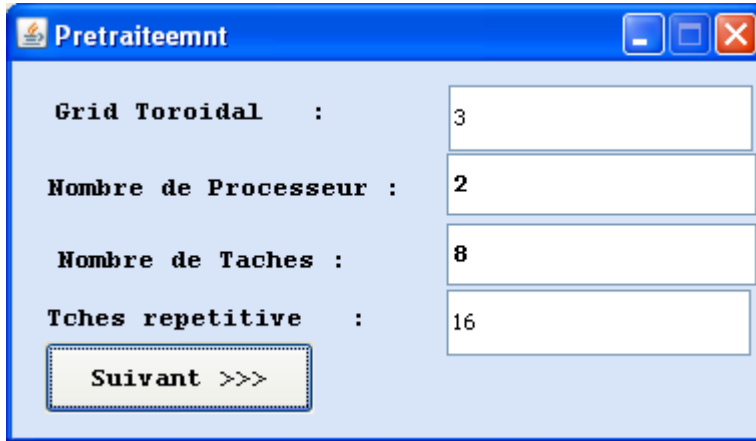 Pretraiteemnt
Grid Toroidal : 3
Nombre de Processeur : 2
Nombre de Taches : 8
Tches repetitive : 16
Suivant >>>